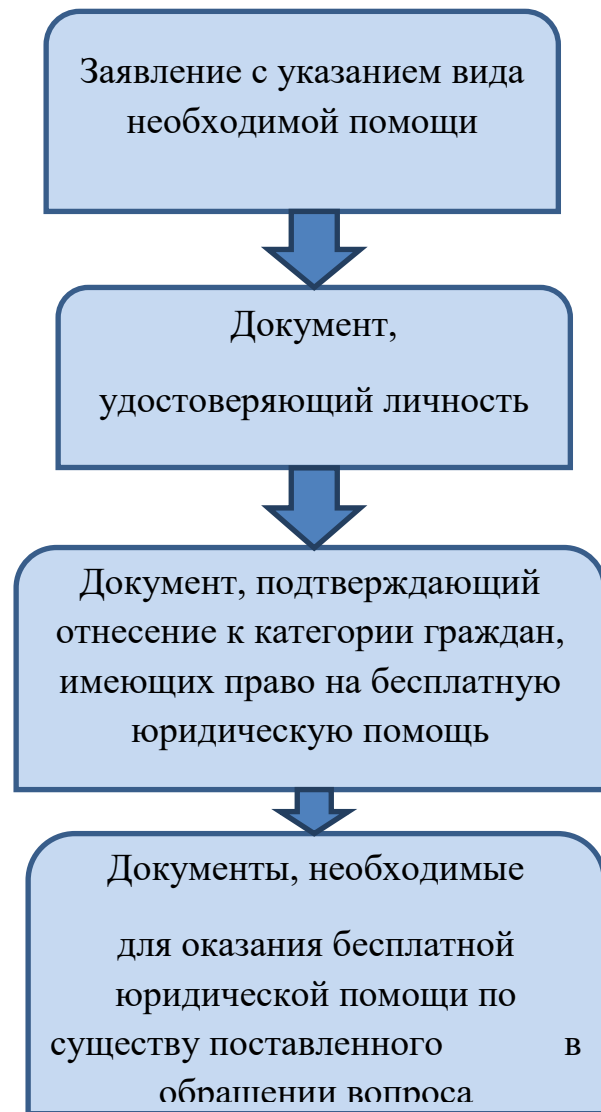 Заявление с указанием вида
необходимой помощи
Документ,
удостоверяющий личность
Документ, подтверждающий
отнесение к категории граждан,
имеющих право на бесплатную
юридическую помощь
Документы, необходимые
для оказания бесплатной
юридической помощи по
существу поставленного в
обращении вопроса